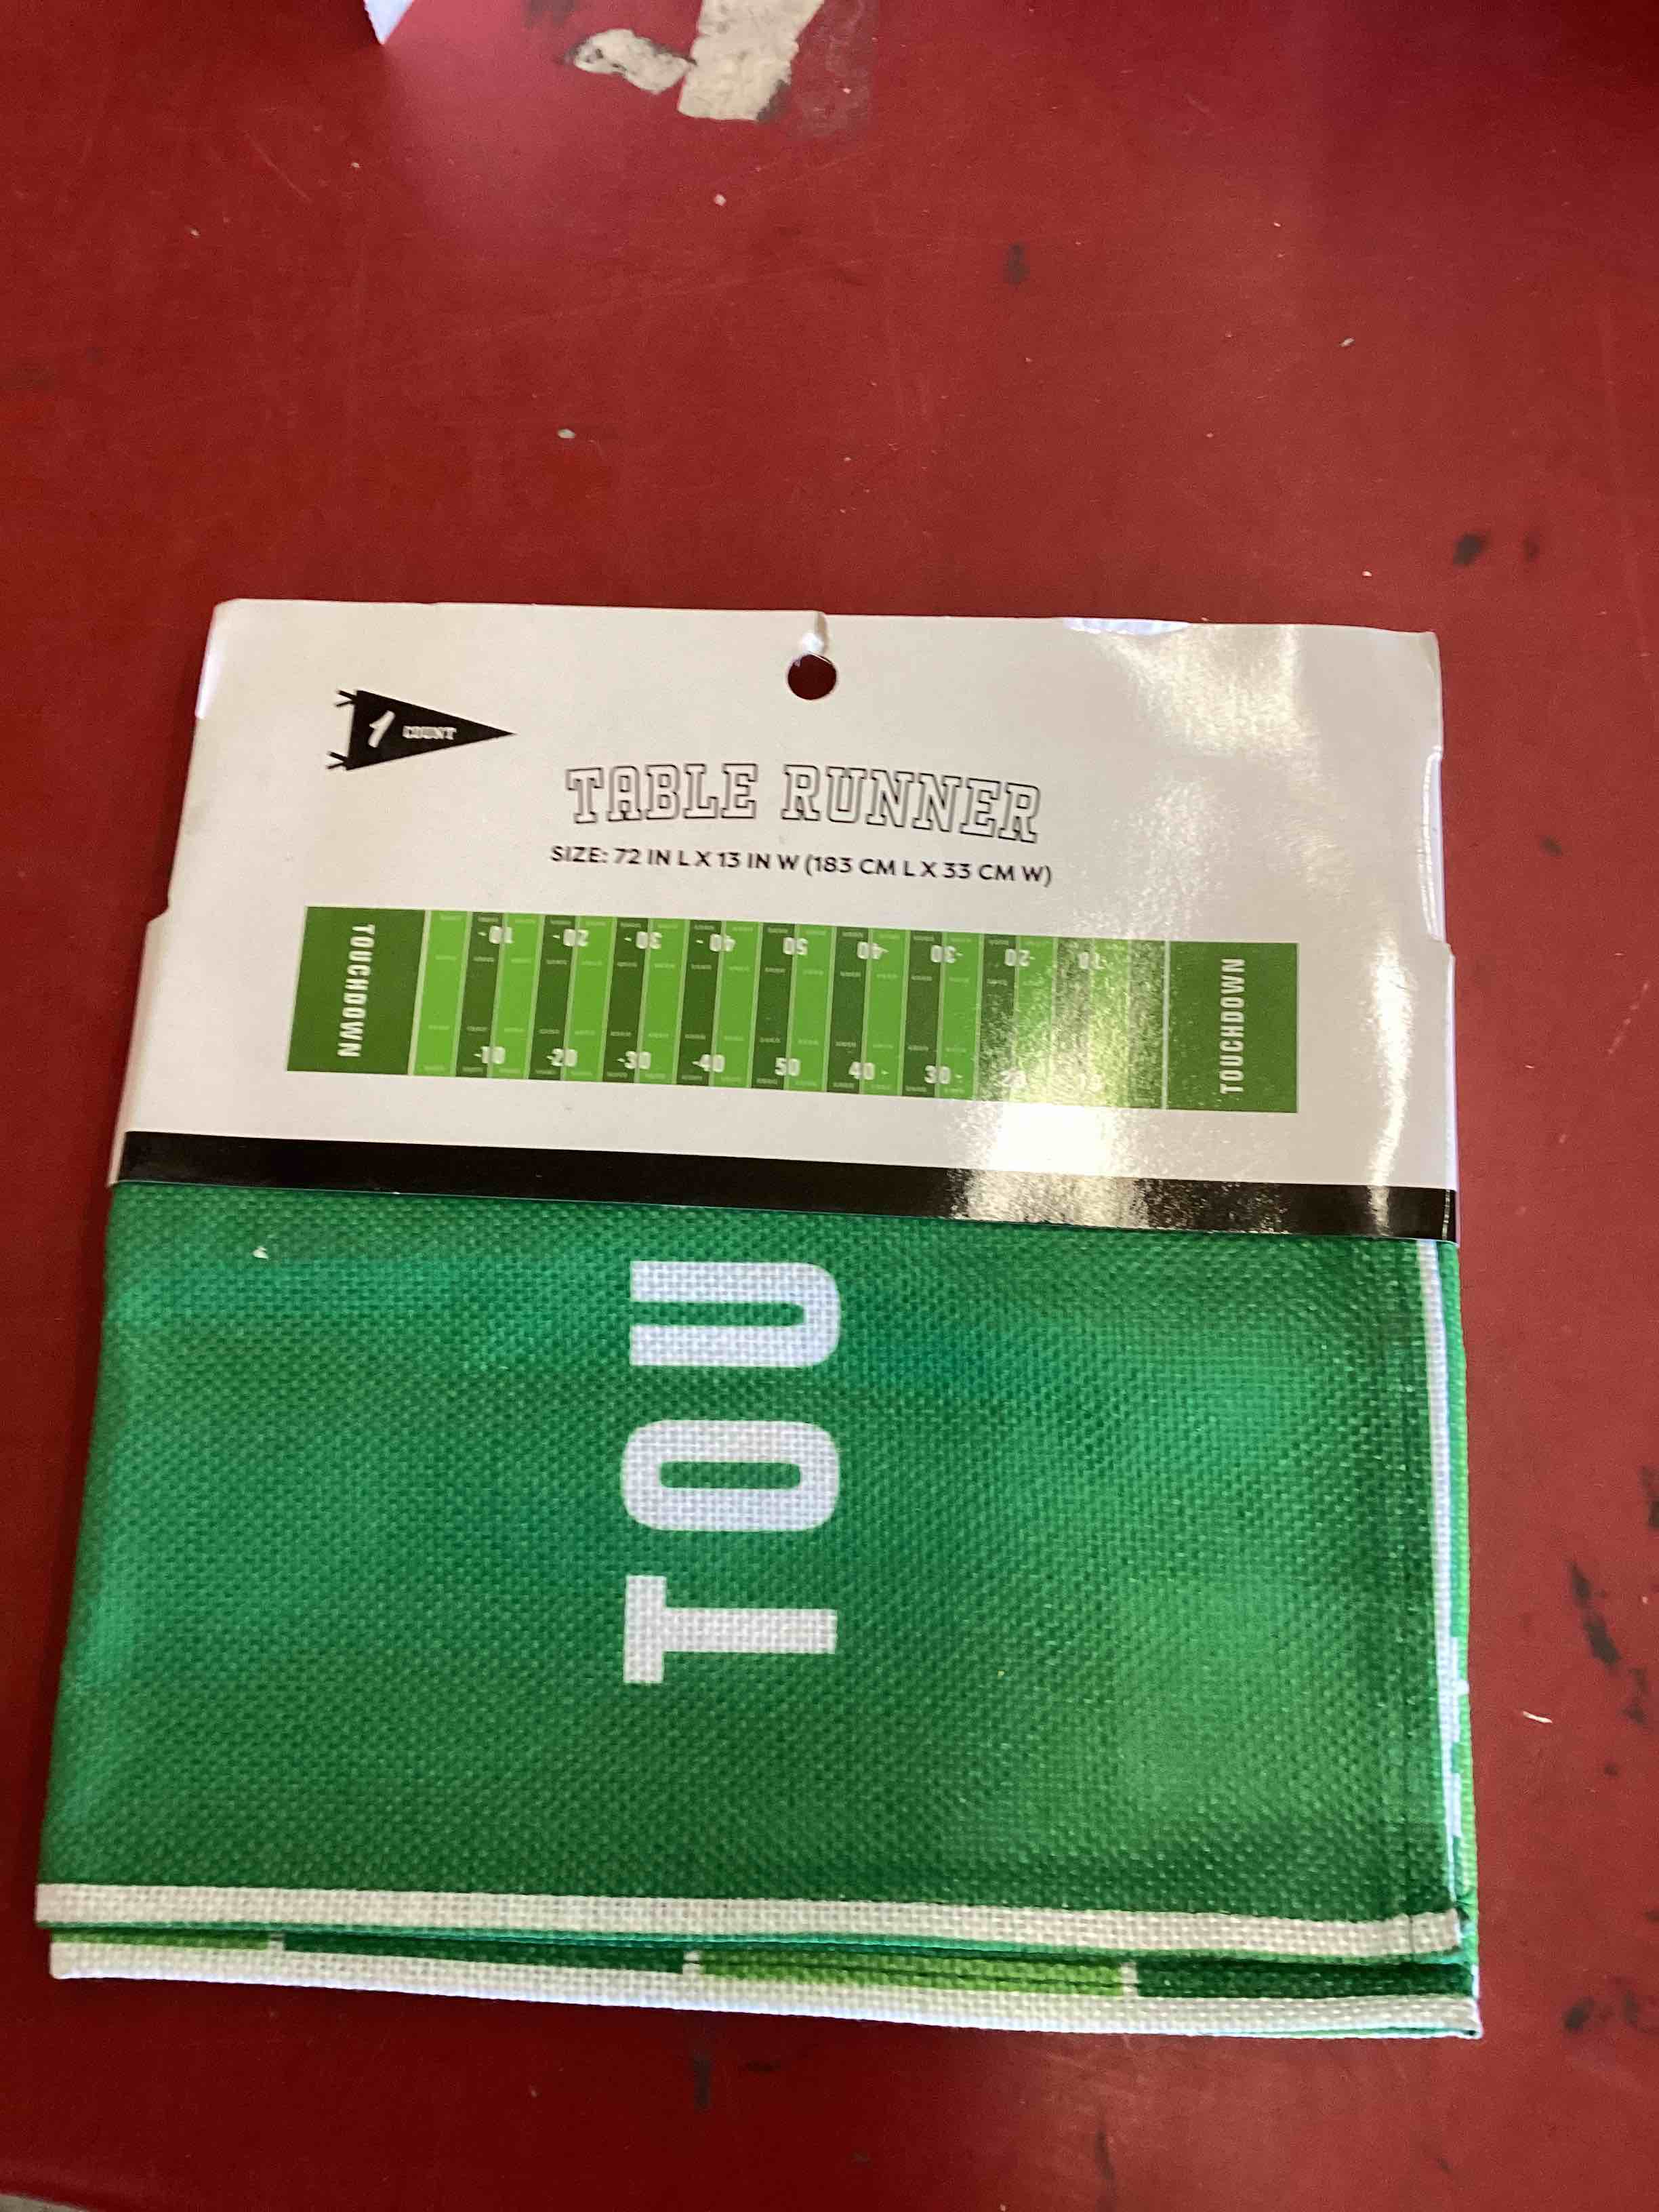 1 COUNT
TABLE RUNNER
SIZE: 72 IN L X 13 IN W (183 CM L X 33 CM W)
TOUCHDOWN
-10 -20 -30 -40 50 40- 30- 20- 10-
-10 -20 -30 -40 50 40- 30-
TOUCHDOWN
TOU